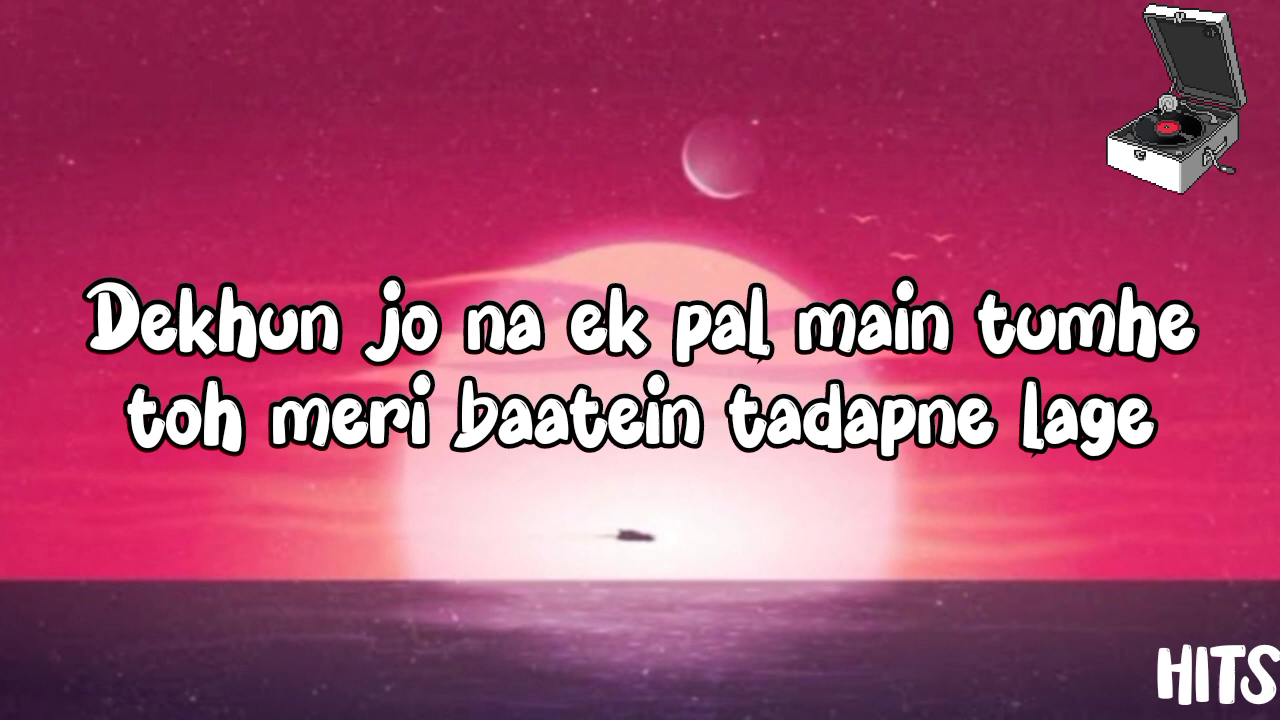 Dekhun jo na ek pal main tumhe
toh meri baatein tadapne lage
HITS